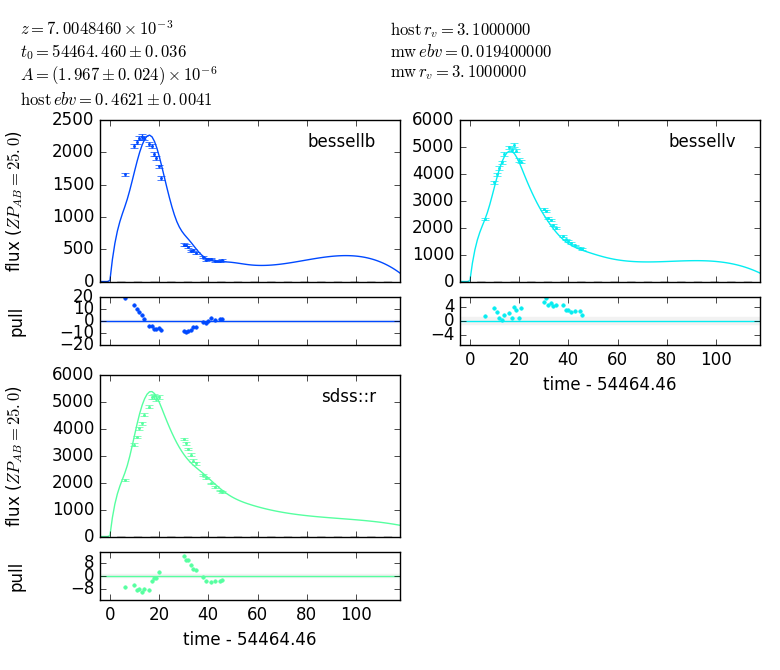 z = 7.0048460 × 10⁻³
t₀ = 54464.460 ± 0.036
A = (1.967 ± 0.024) × 10⁻⁶
host ebv = 0.4621 ± 0.0041
host r_v = 3.1000000
mw ebv = 0.019400000
mw r_v = 3.1000000
flux (ZP_AB = 25.0)
2500
2000
1500
1000
500
0
bessellb
6000
5000
4000
3000
2000
1000
0
bessellv
pull
20
10
0
−10
−20
4
0
−4
0 20 40 60 80 100
time - 54464.46
flux (ZP_AB = 25.0)
6000
5000
4000
3000
2000
1000
0
sdss::r
pull
8
0
−8
0 20 40 60 80 100
time - 54464.46